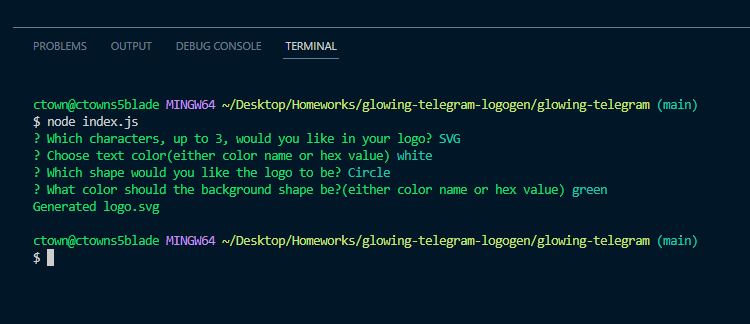 PROBLEMS OUTPUT DEBUG CONSOLE TERMINAL
ctown@ctowns5blade MINGW64 ~/Desktop/Homeworks/glowing-telegram-logogen/glowing-telegram (main)
$ node index.js
? Which characters, up to 3, would you like in your logo? SVG
? Choose text color(either color name or hex value) white
? Which shape would you like the logo to be? Circle
? What color should the background shape be?(either color name or hex value) green
Generated logo.svg
ctown@ctowns5blade MINGW64 ~/Desktop/Homeworks/glowing-telegram-logogen/glowing-telegram (main)
$